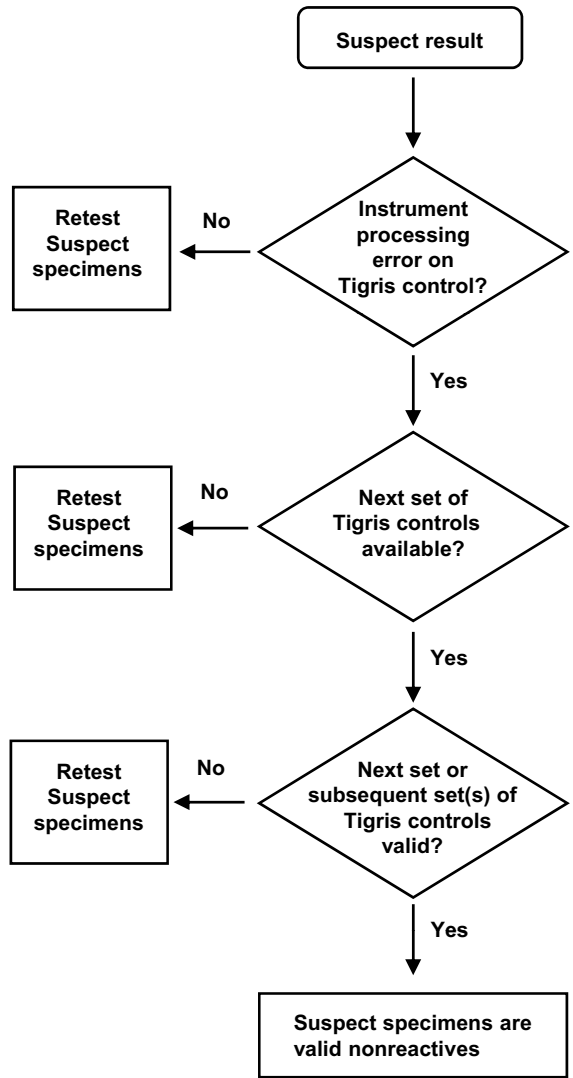 Suspect result
Instrument
processing
error on
Tigris control?
No
Retest
Suspect
specimens
Yes
Next set of
Tigris controls
available?
No
Retest
Suspect
specimens
Yes
Next set or
subsequent set(s) of
Tigris controls
valid?
No
Retest
Suspect
specimens
Yes
Suspect specimens are
valid nonreactives